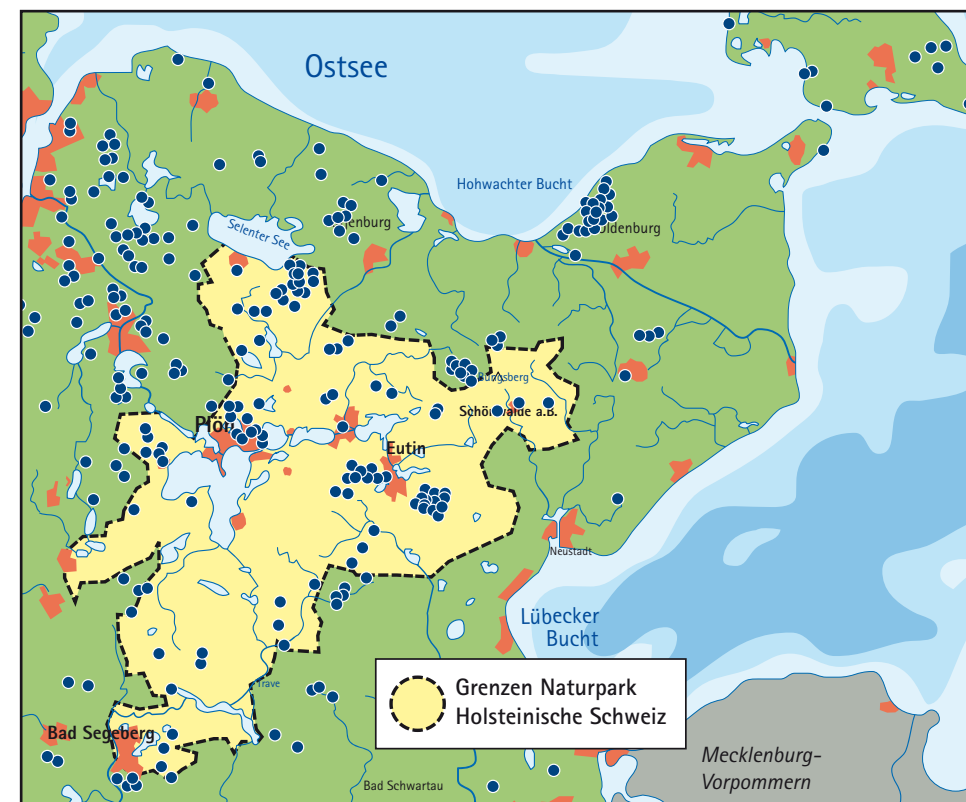 Ostsee
Hohwachter Bucht
Selenter See
Oldenburg
Bungsberg
Schönwalde a.B.
Plön
Eutin
Neustadt
Lübecker
Bucht
Trave
Grenzen Naturpark
Holsteinische Schweiz
Bad Segeberg
Mecklenburg-
Vorpommern
Bad Schwartau